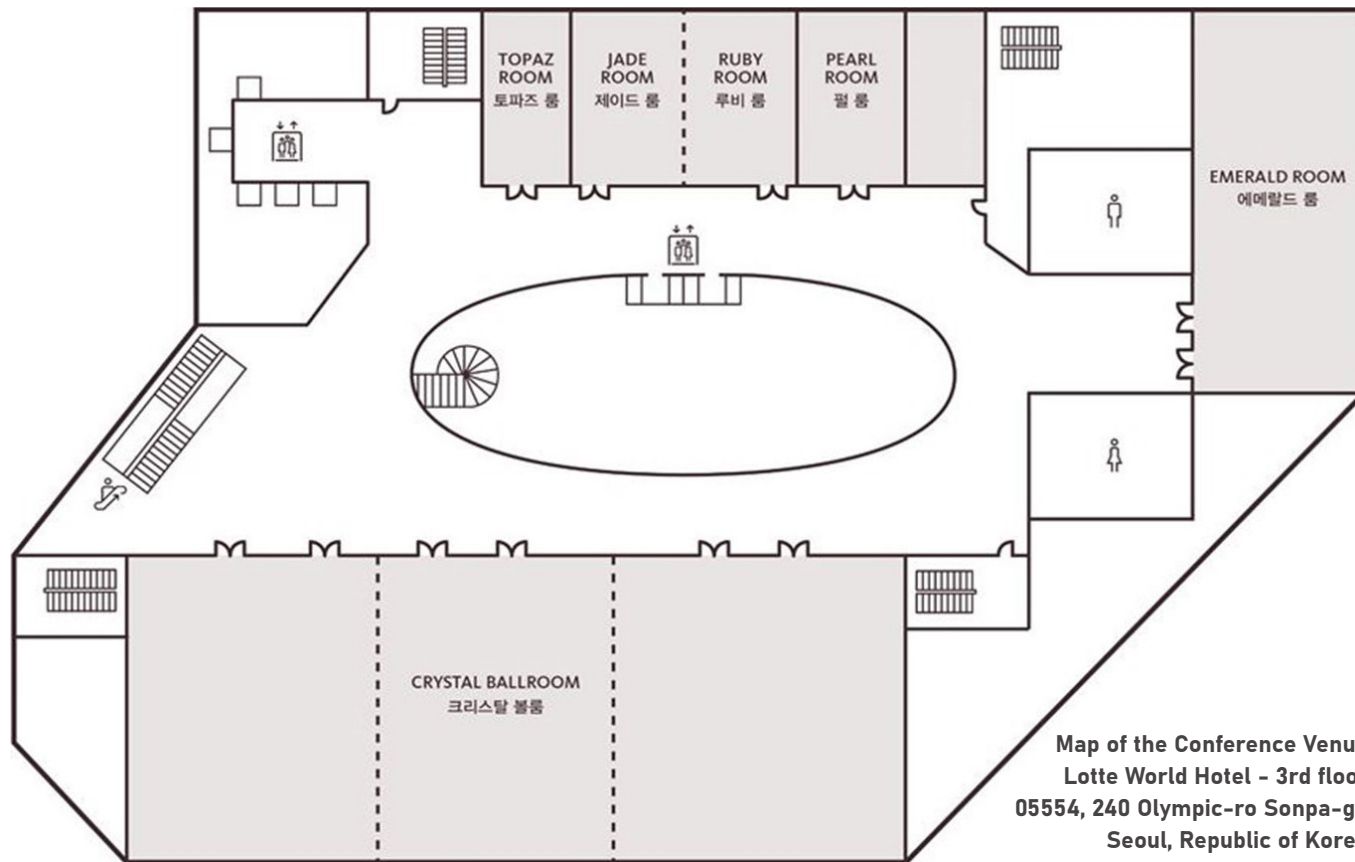 TOPAZ
ROOM
토파즈 룸
JADE
ROOM
제이드 룸
RUBY
ROOM
루비 룸
PEARL
ROOM
펄 룸
EMERALD ROOM
에메랄드 룸
CRYSTAL BALLROOM
크리스탈 볼룸
Map of the Conference Venu
Lotte World Hotel - 3rd floo
05554, 240 Olympic-ro Sonpa-g
Seoul, Republic of Kore